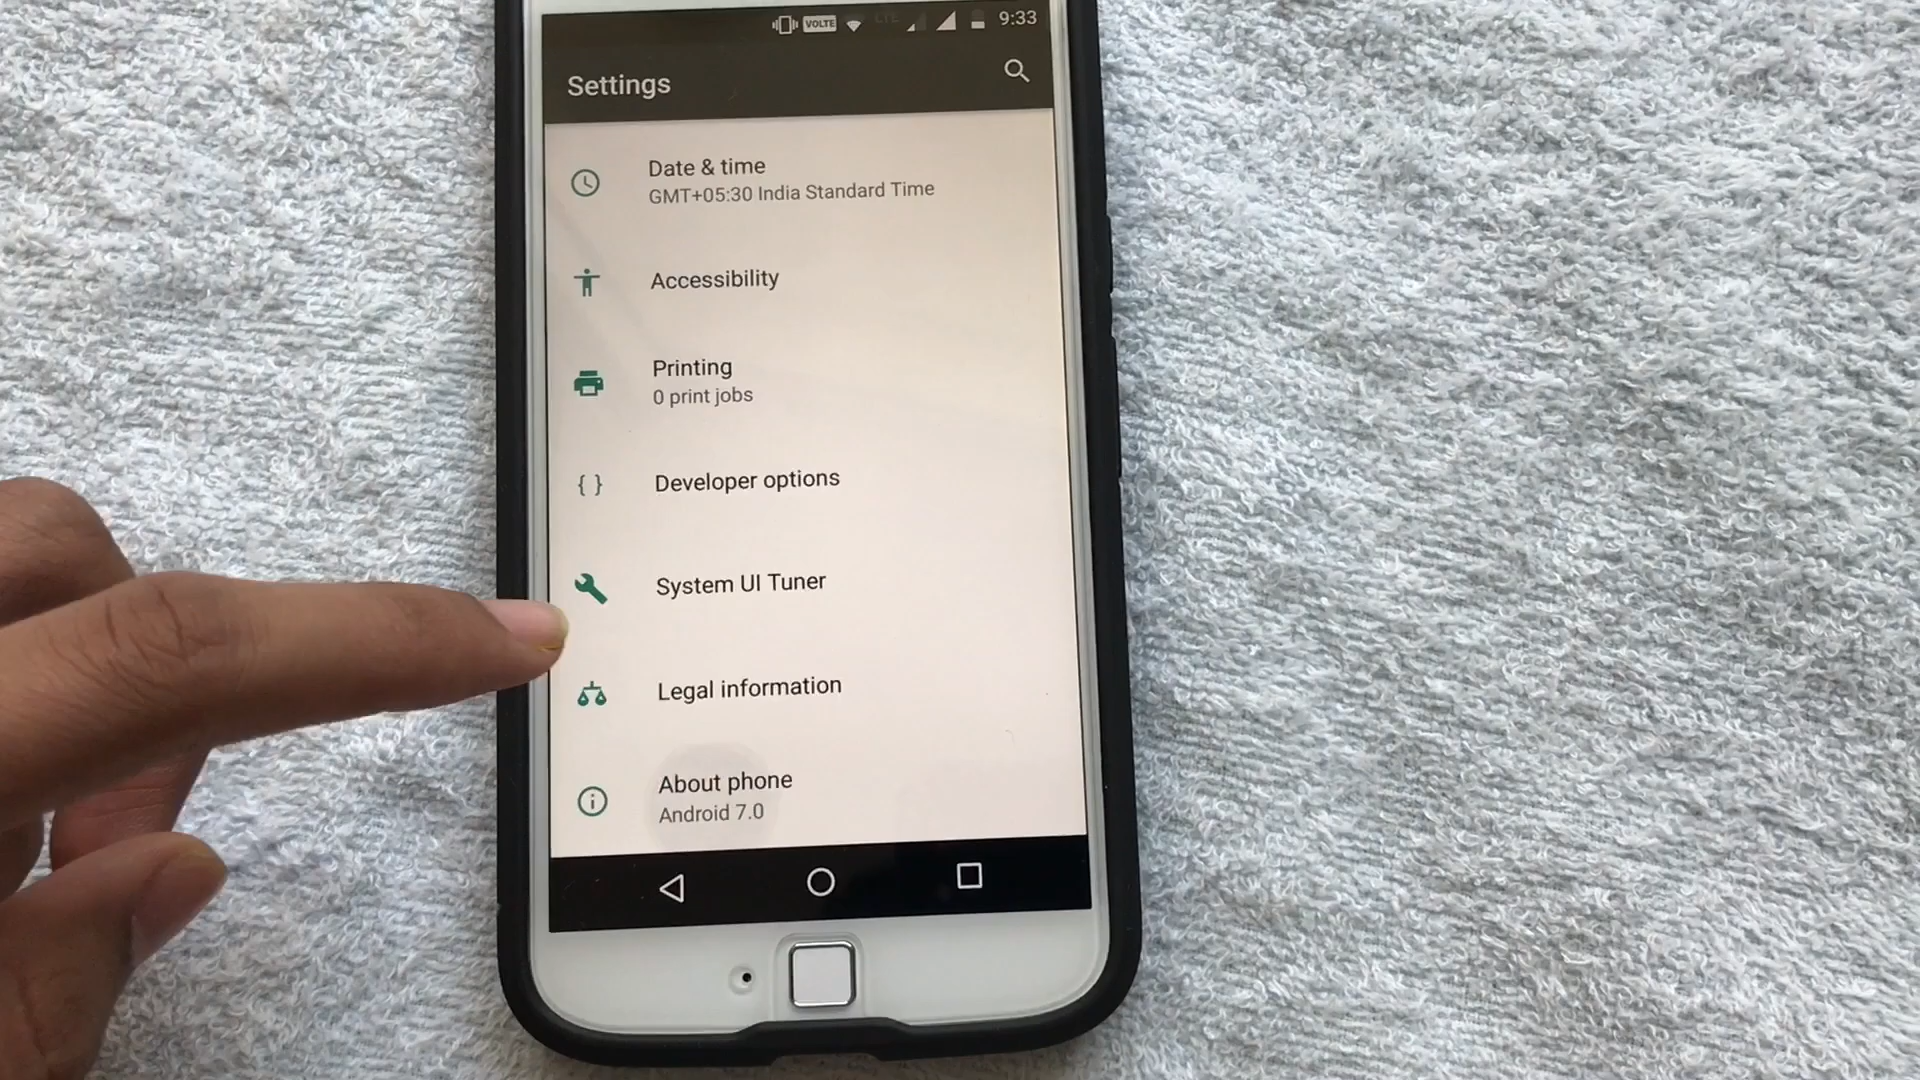 VOLTE LTE 9:33
Settings
Date & time
GMT+05:30 India Standard Time
Accessibility
Printing
0 print jobs
{ } Developer options
System UI Tuner
Legal information
About phone
Android 7.0